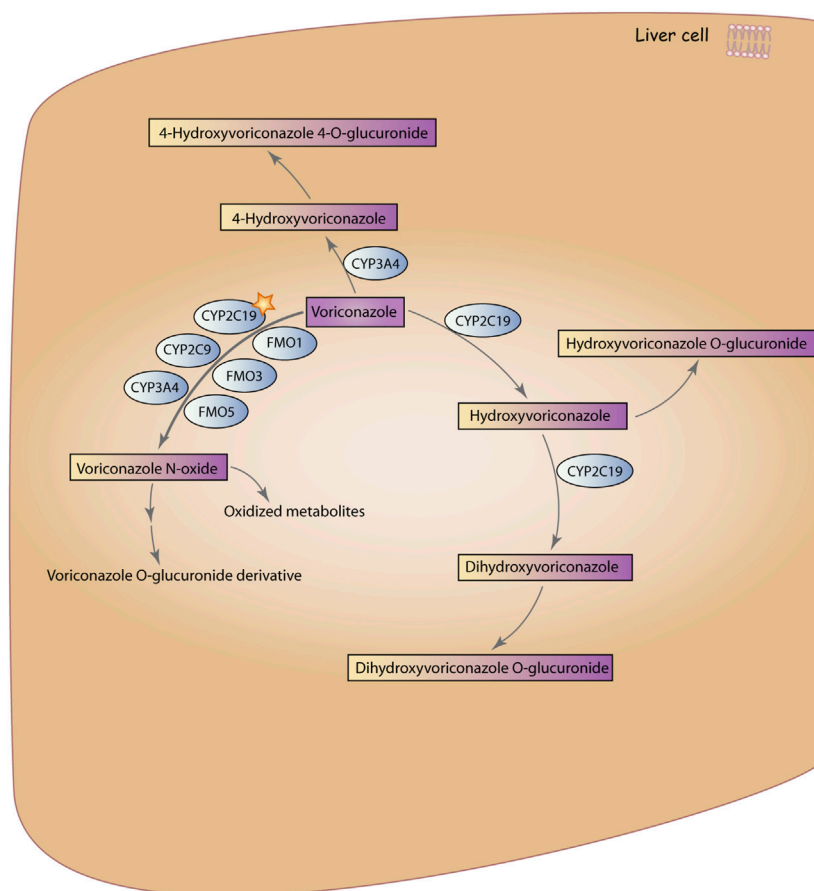 Liver cell
4-Hydroxyvoriconazole 4-O-glucuronide
4-Hydroxyvoriconazole
CYP3A4
Voriconazole
CYP2C19
CYP2C19
FMO1
Hydroxyvoriconazole O-glucuronide
CYP2C9
FMO3
CYP3A4
FMO5
Hydroxyvoriconazole
Voriconazole N-oxide
CYP2C19
Oxidized metabolites
Dihydroxyvoriconazole
Voriconazole O-glucuronide derivative
Dihydroxyvoriconazole O-glucuronide